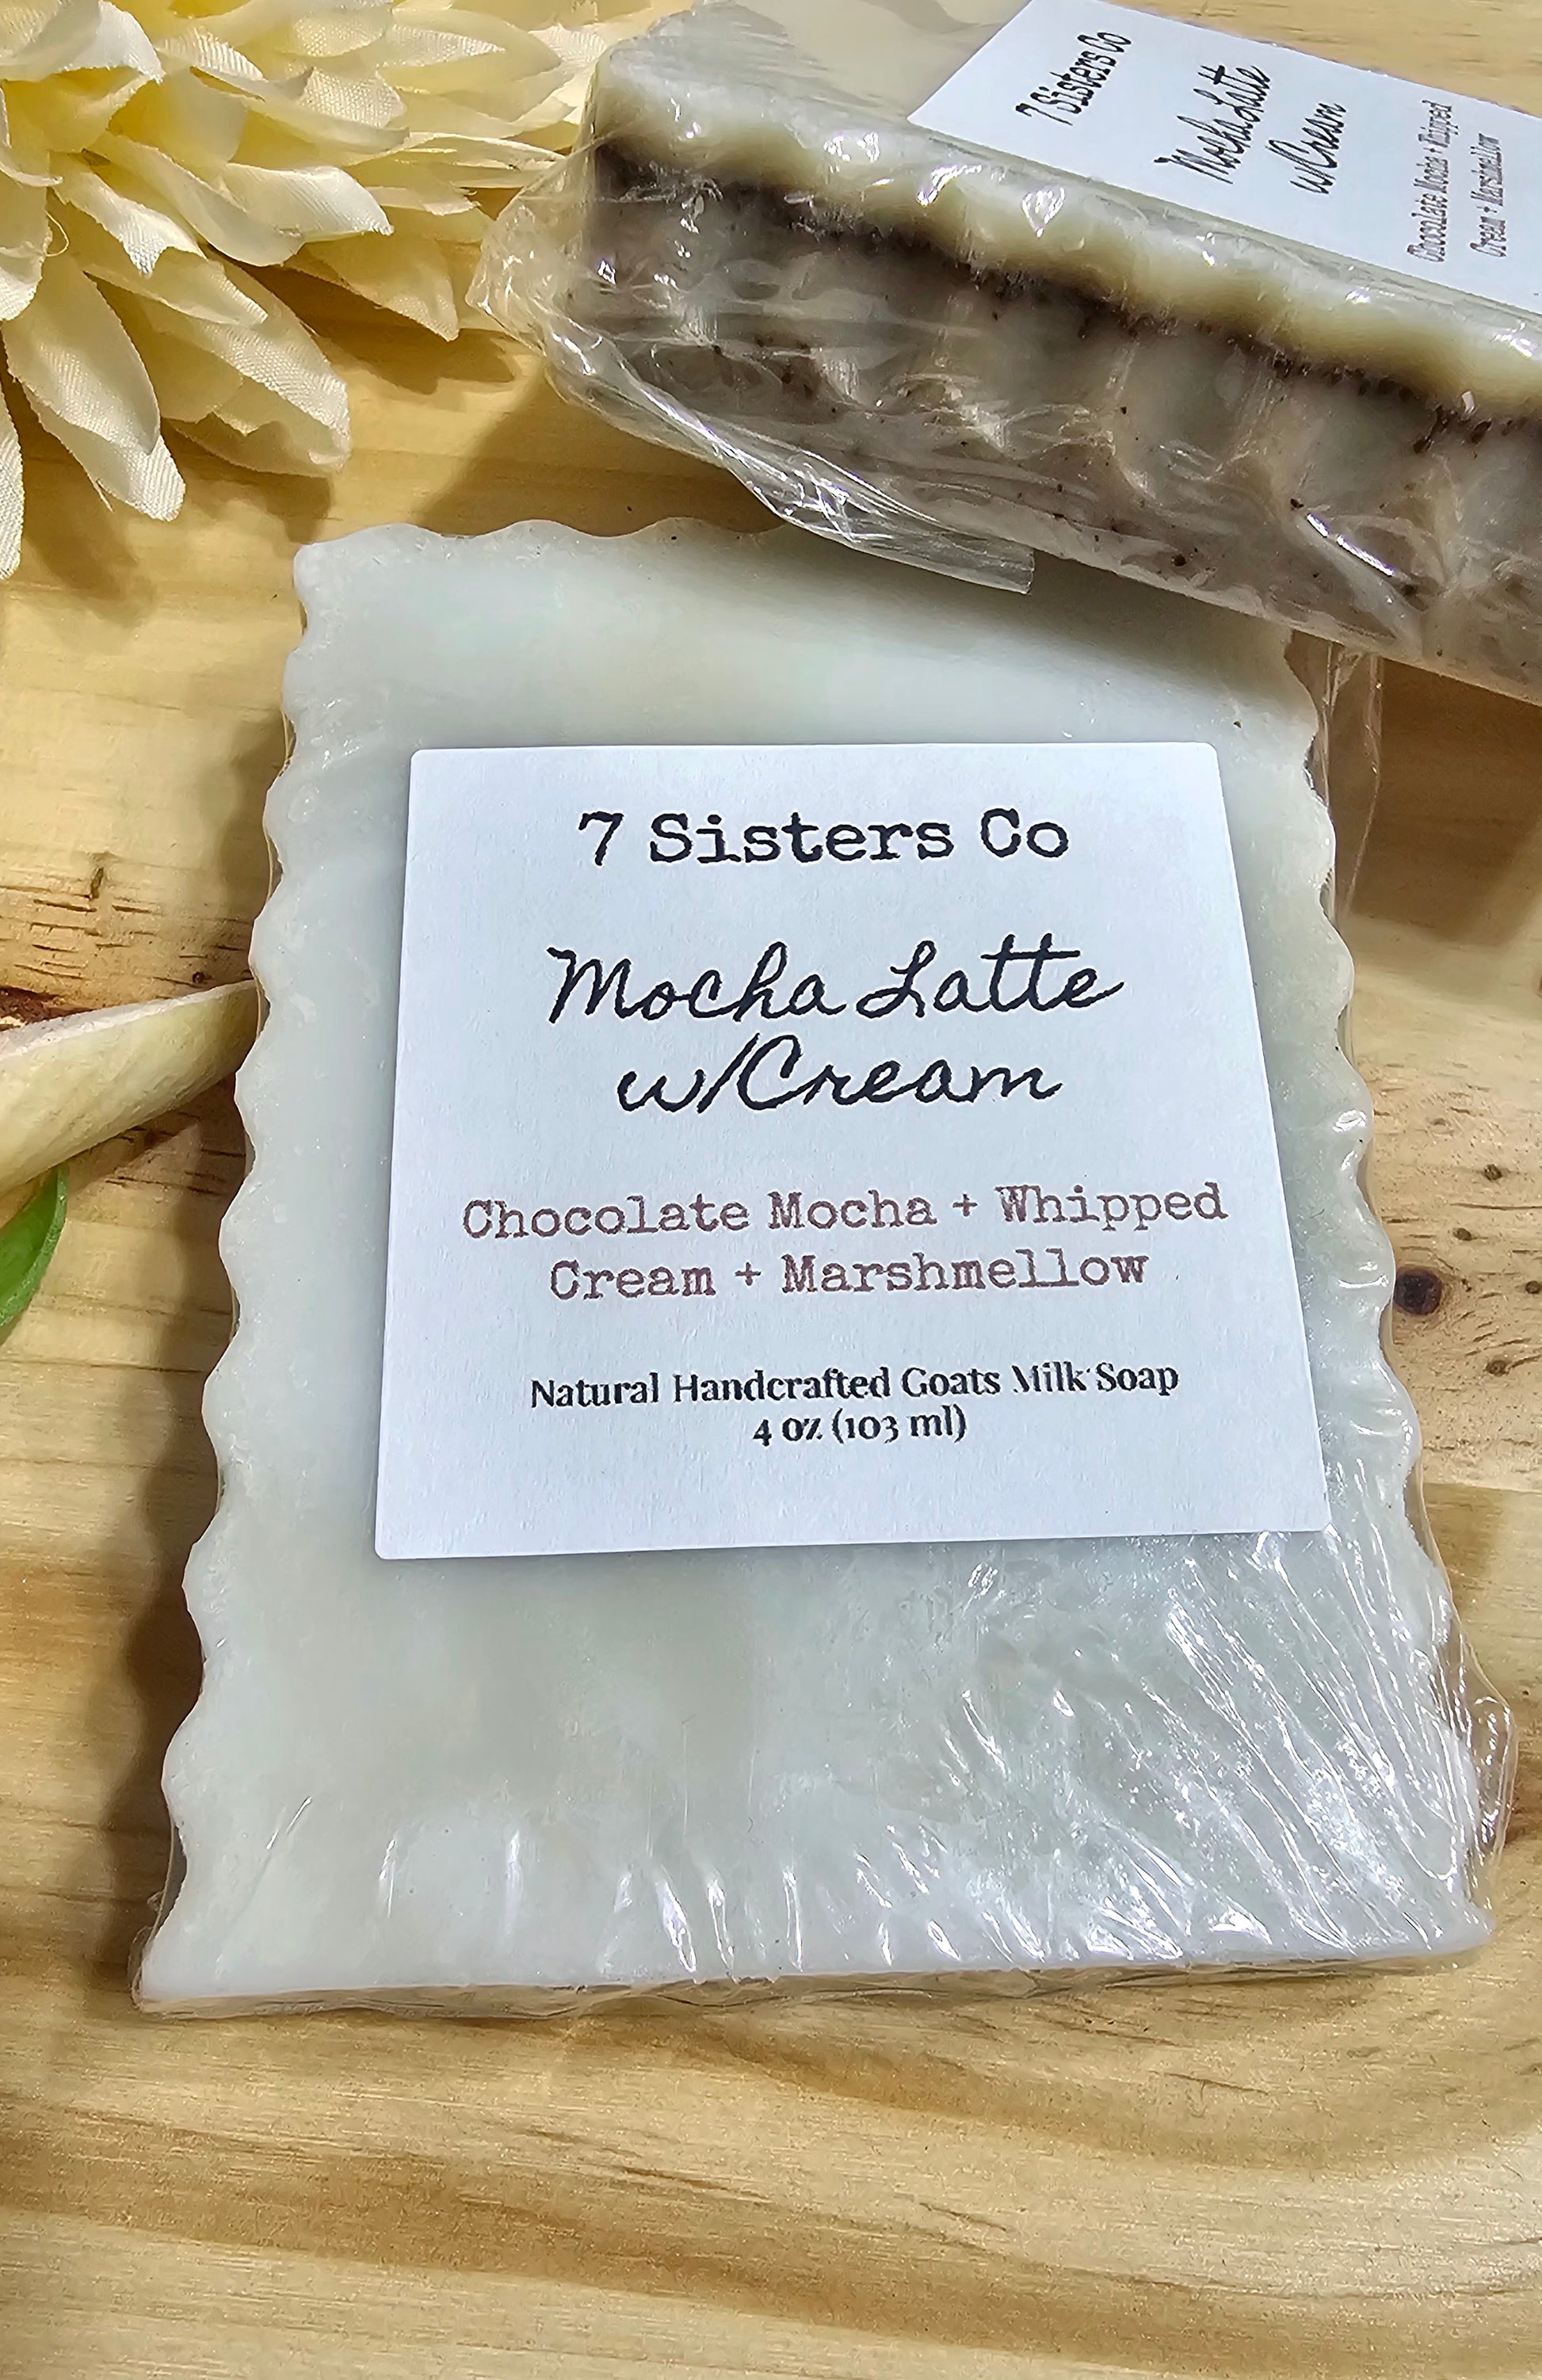 7 Sisters Co
Mocha Latte
w/Cream
Chocolate Mocha + Whipped
Cream + Marshmellow
7 Sisters Co
Mocha Latte
w/Cream
Chocolate Mocha + Whipped
Cream + Marshmellow
Natural Handcrafted Goats Milk Soap
4 oz (103 ml)